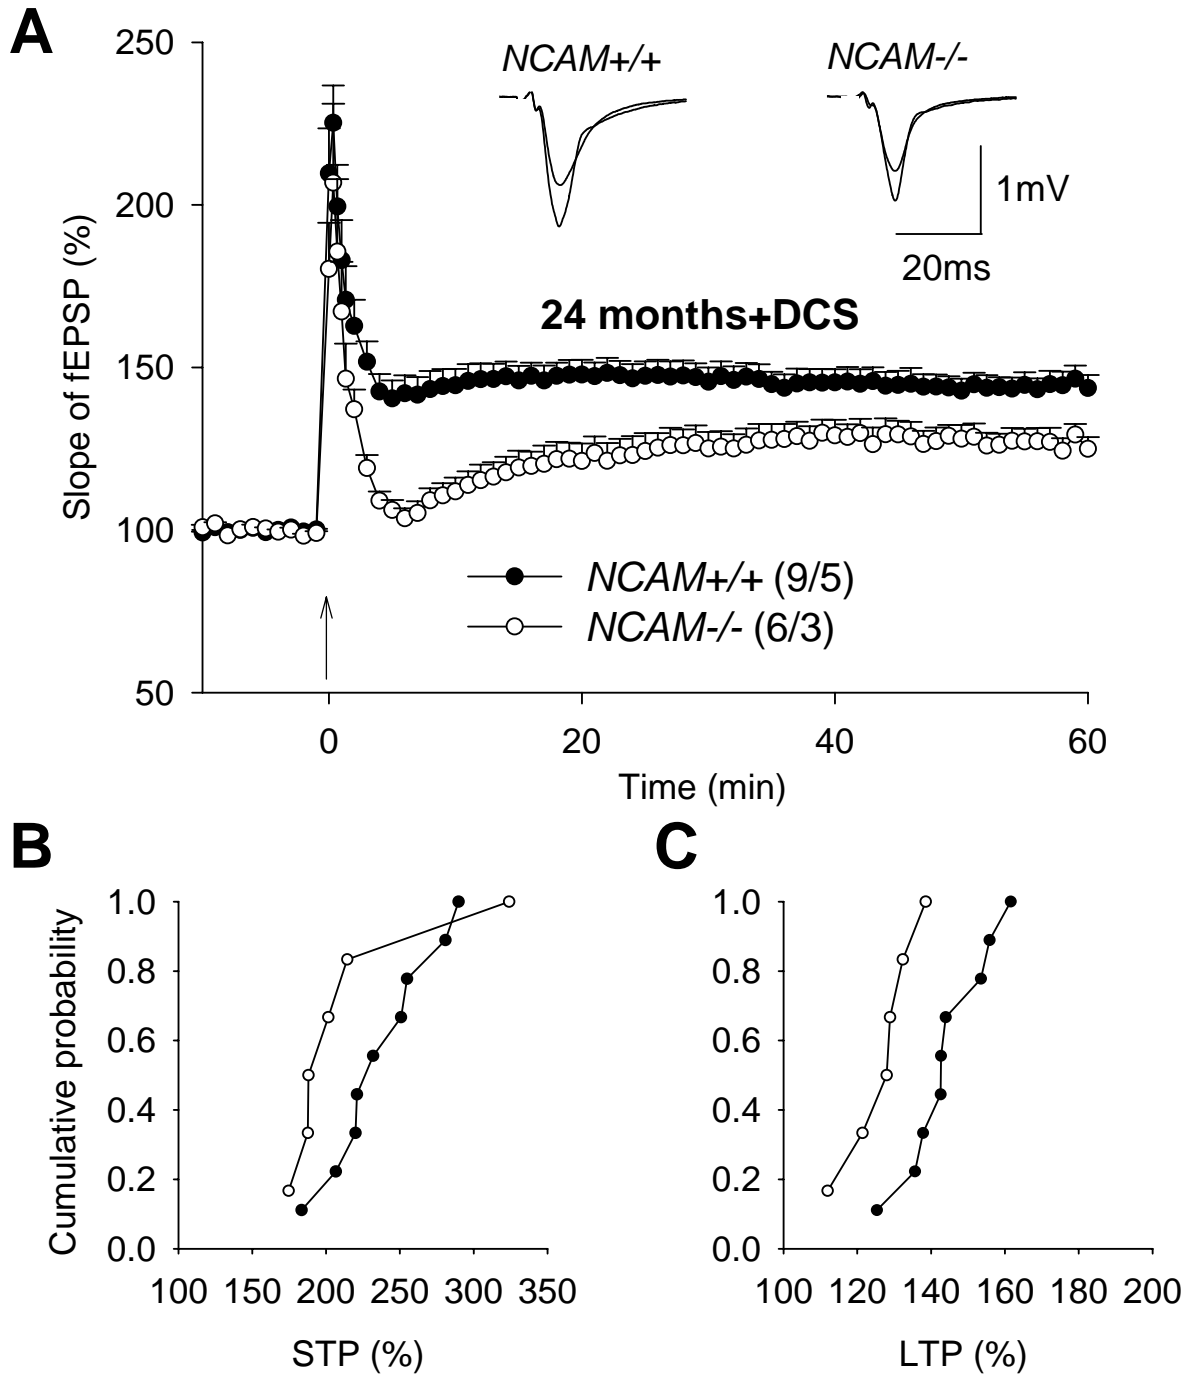 A
250
200
150
100
50
Slope of fEPSP (%)
NCAM+/+
NCAM-/-
1mV
20ms
24 months+DCS
NCAM+/+ (9/5)
NCAM-/- (6/3)
0 20 40 60
Time (min)
B
1.0
0.8
0.6
0.4
0.2
0.0
Cumulative probability
100 150 200 250 300 350
STP (%)
C
1.0
0.8
0.6
0.4
0.2
0.0
100 120 140 160 180 200
LTP (%)